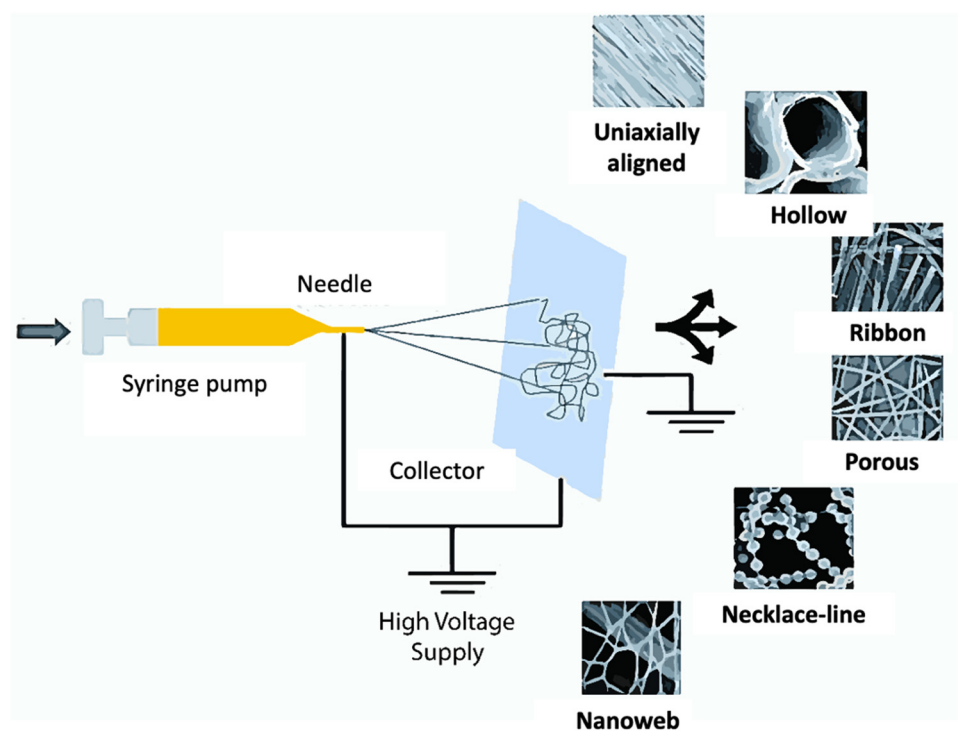 Uniaxially
aligned
Hollow
Needle
Ribbon
Syringe pump
Porous
Collector
Necklace-line
High Voltage
Supply
Nanoweb